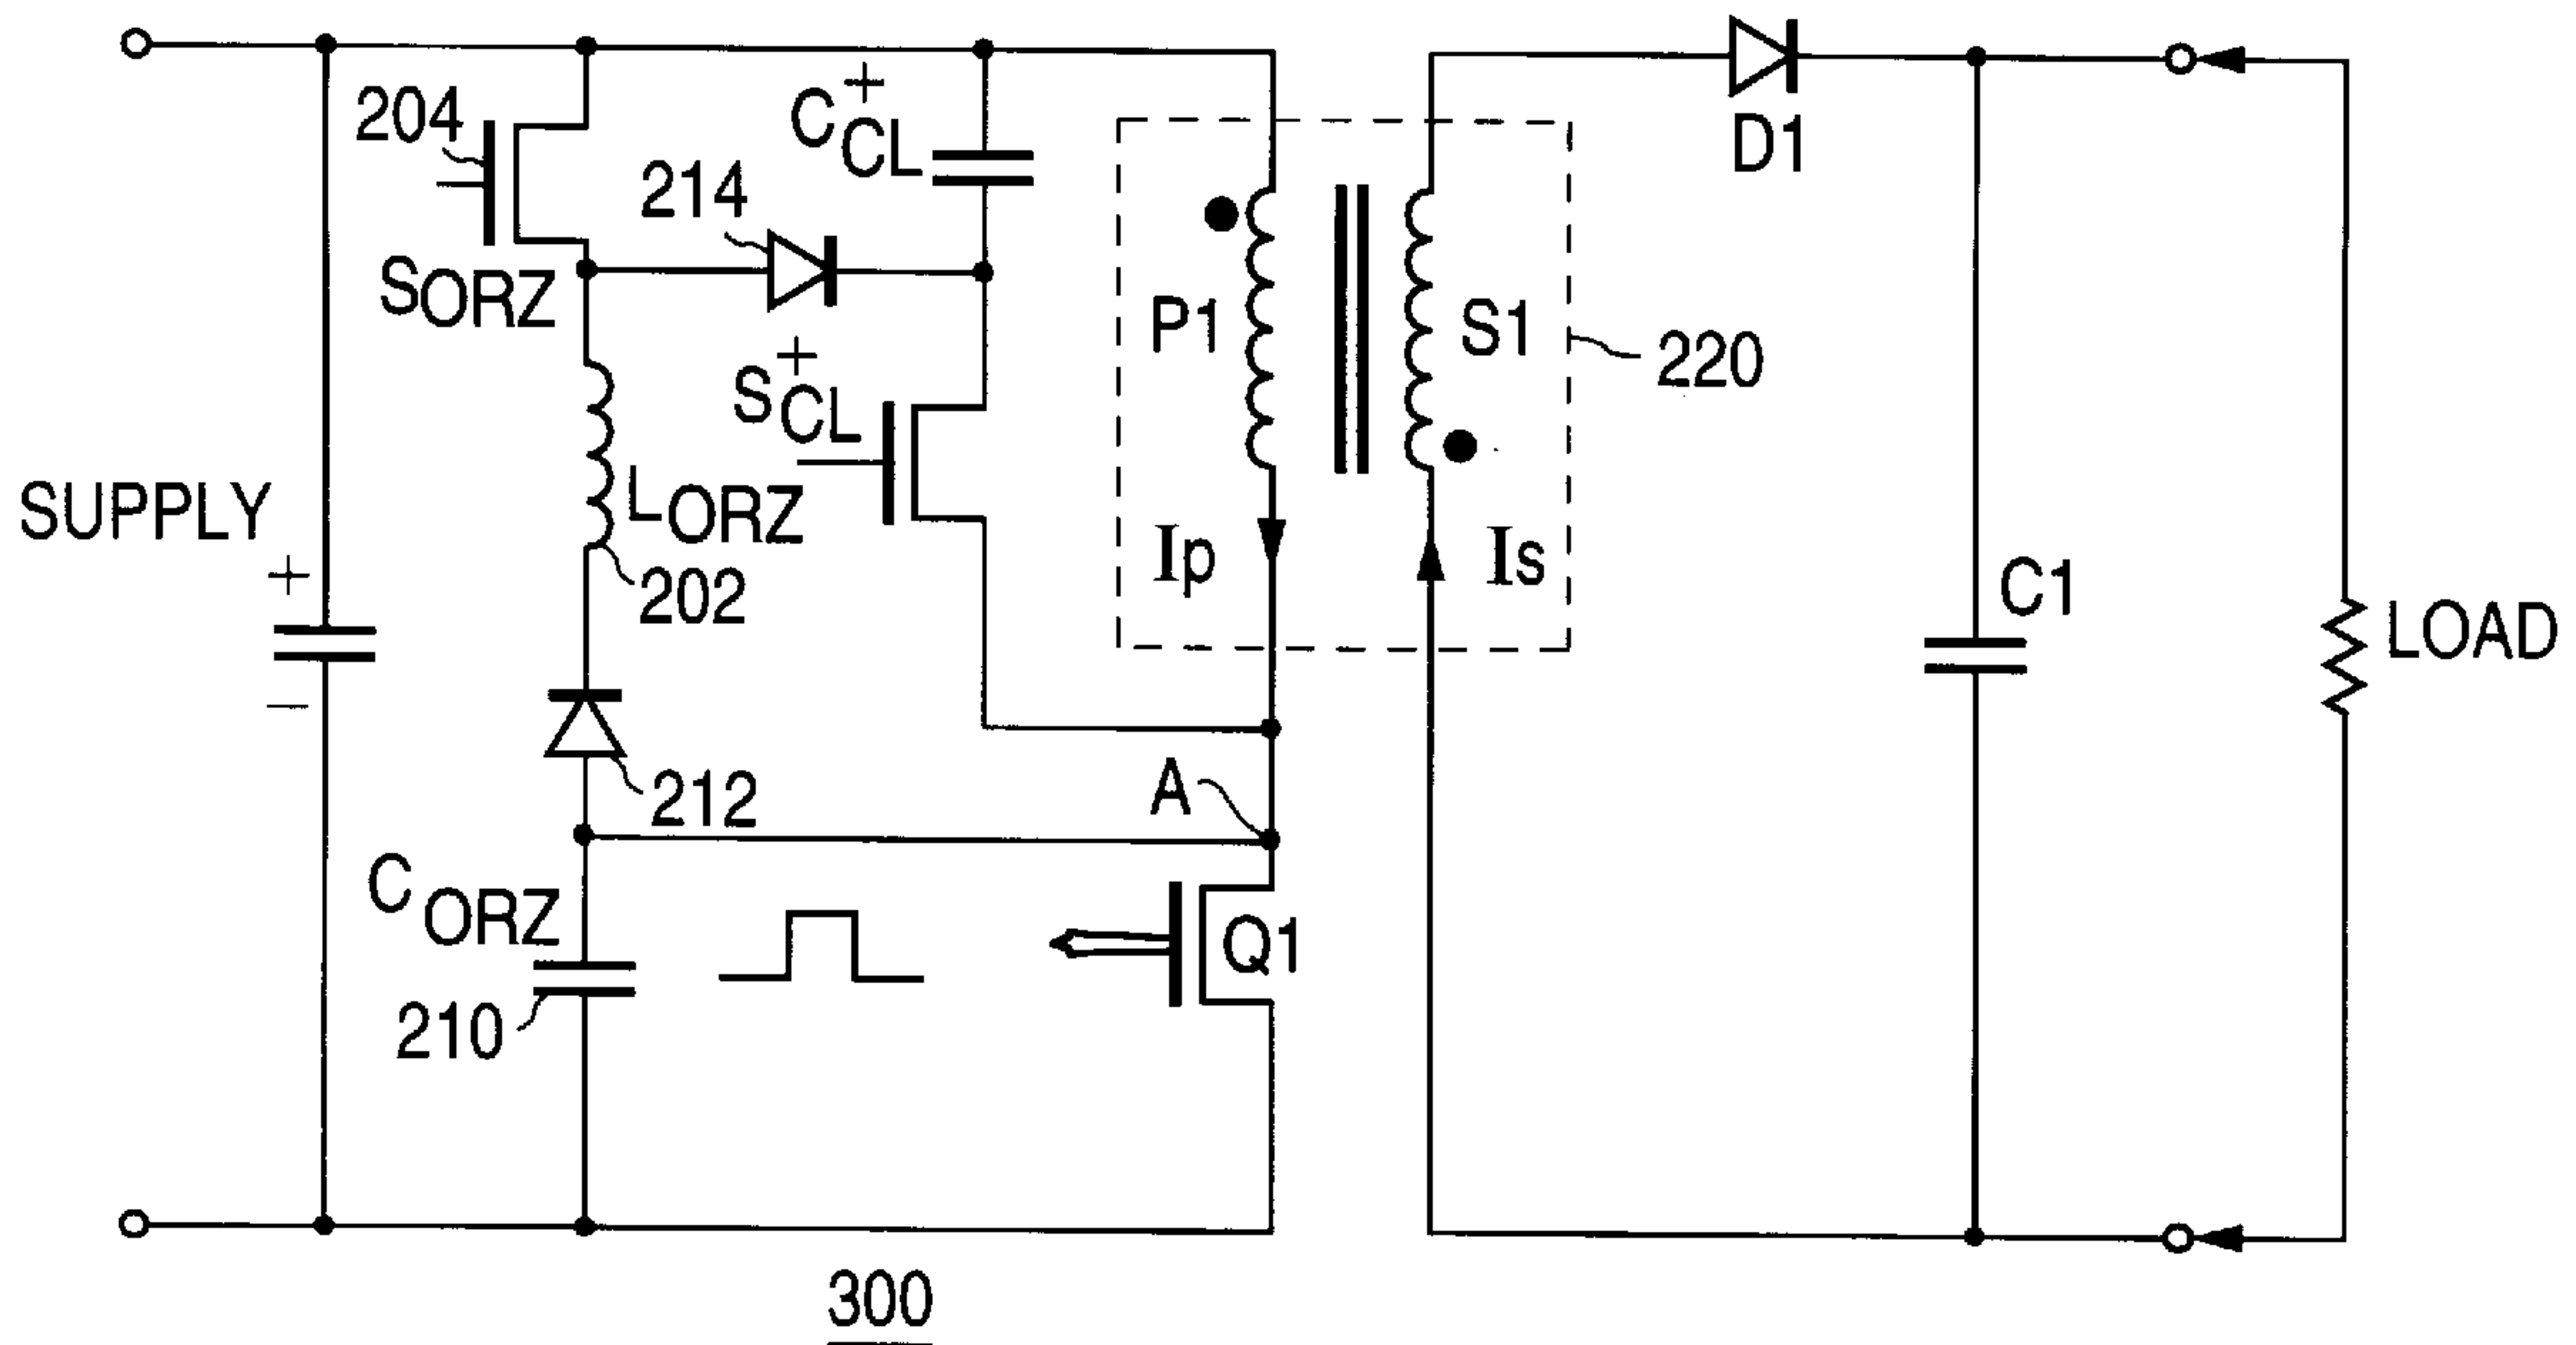 204
S ORZ
214
C + CL
D1
P1
S1
220
S + CL
L ORZ
202
SUPPLY
+
−
Ip
Is
C1
LOAD
212
A
C ORZ
210
Q1
300